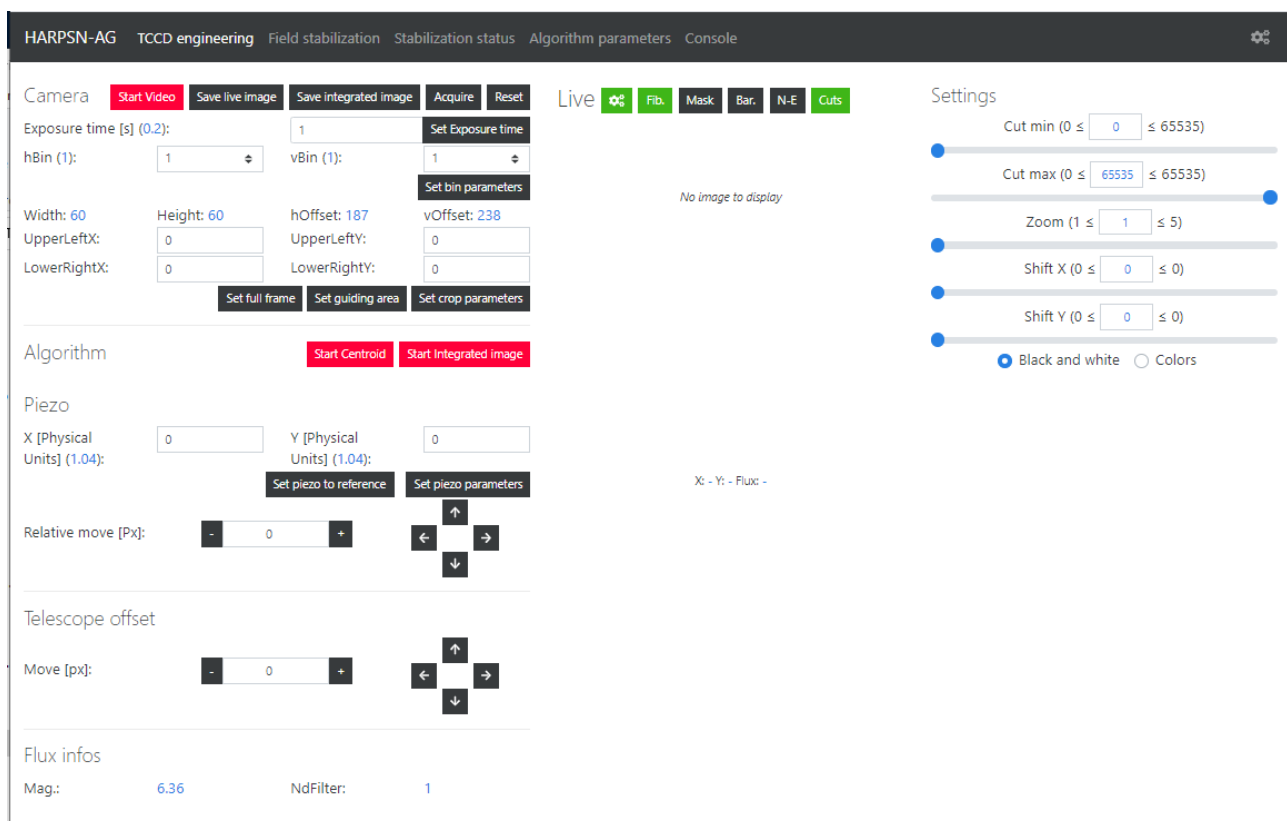 HARPSN-AG TCCD engineering Field stabilization Stabilization status Algorithm parameters Console
Camera Start Video Save live image Save integrated image Acquire Reset
Exposure time [s] (0.2): 1 Set Exposure time
hBin (1): 1 vBin (1): 1
Set bin parameters
Width: 60 Height: 60 hOffset: 187 vOffset: 238
UpperLeftX: 0 UpperLeftY: 0
LowerRightX: 0 LowerRightY: 0
Set full frame Set guiding area Set crop parameters
Algorithm Start Centroid Start Integrated image
Piezo
X [Physical Units] (1.04): 0 Y [Physical Units] (1.04): 0
Set piezo to reference Set piezo parameters
Relative move [Px]: - 0 +
Telescope offset
Move [px]: - 0 +
Flux infos
Mag.: 6.36 NdFilter: 1
Live Fib. Mask Bar. N-E Cuts
No image to display
X: - Y: - Flux: -
Settings
Cut min (0 ≤ 0 ≤ 65535)
Cut max (0 ≤ 65535 ≤ 65535)
Zoom (1 ≤ 1 ≤ 5)
Shift X (0 ≤ 0 ≤ 0)
Shift Y (0 ≤ 0 ≤ 0)
Black and white Colors